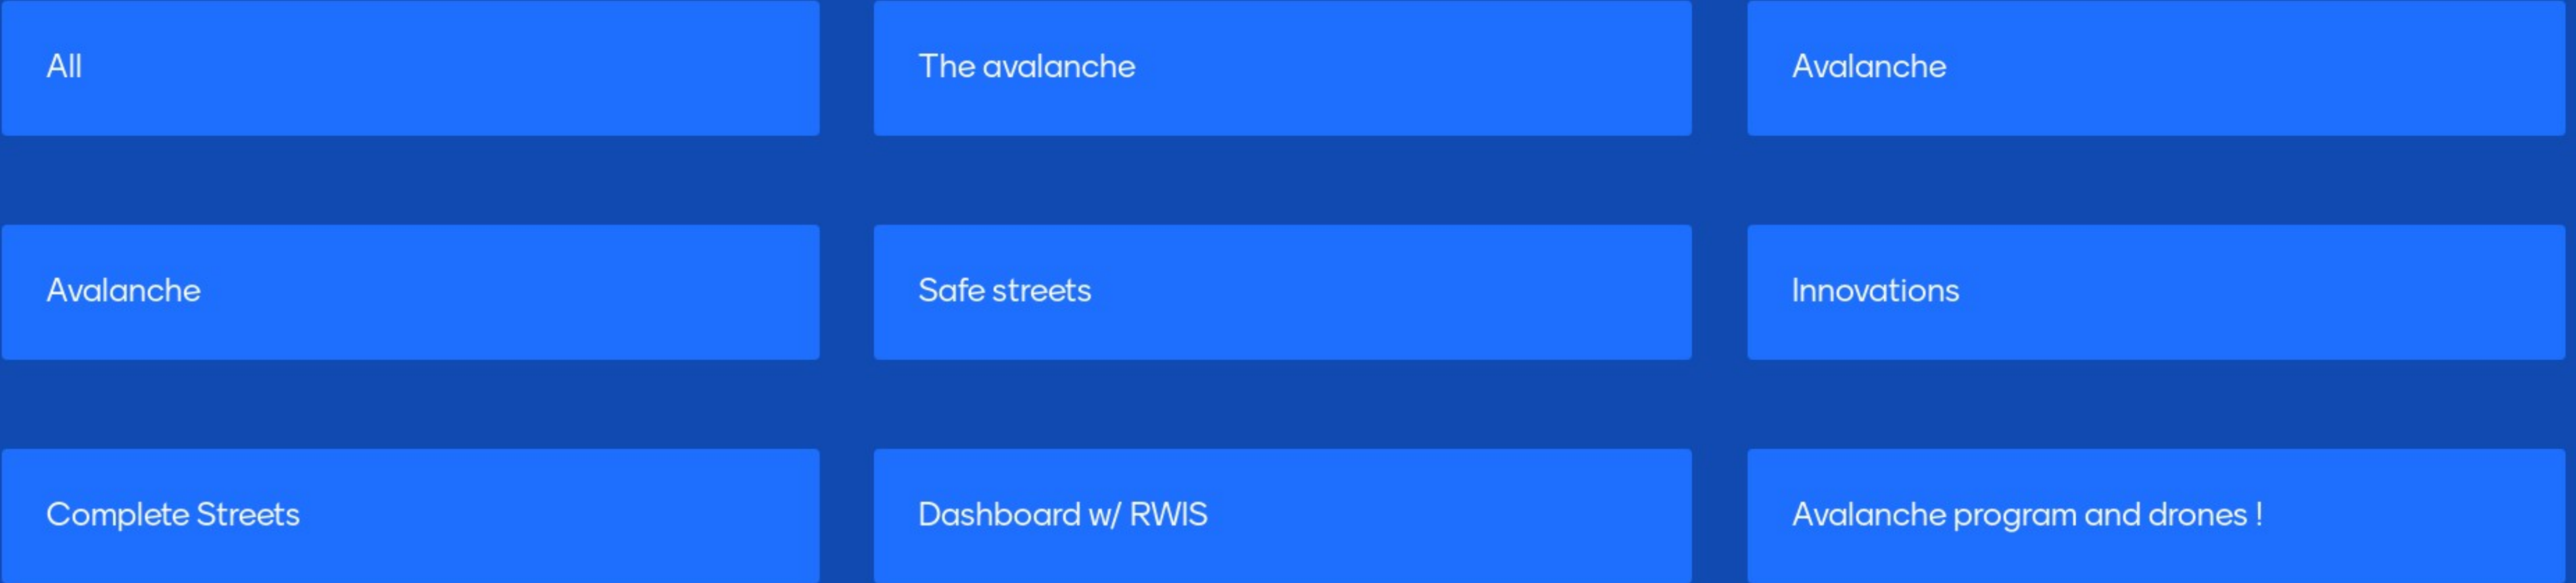 All
The avalanche
Avalanche
Avalanche
Safe streets
Innovations
Complete Streets
Dashboard w/ RWIS
Avalanche program and drones !